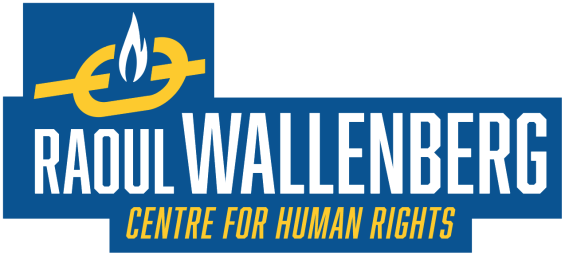 RAOUL WALLENBERG
CENTRE FOR HUMAN RIGHTS